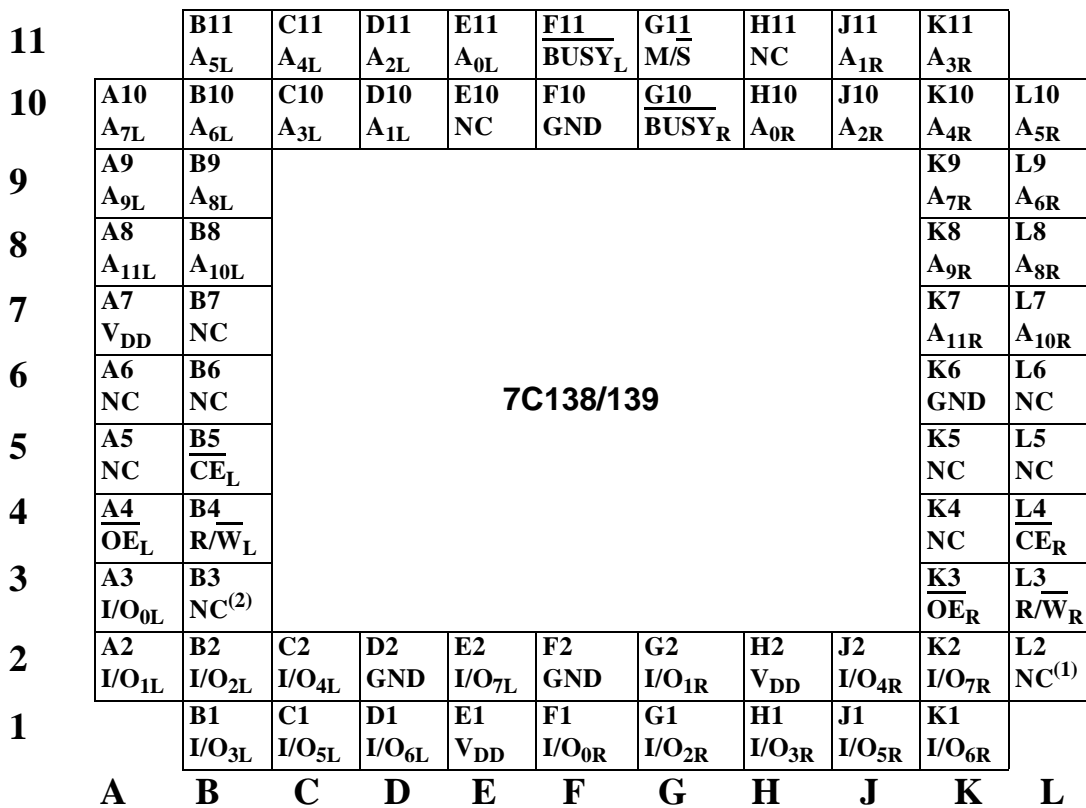 11 B11 C11 D11 E11 F11 G11 H11 J11 K11
A5L A4L A2L A0L BUSYL M/S NC A1R A3R
10 A10 B10 C10 D10 E10 F10 G10 H10 J10 K10 L10
A7L A6L A3L A1L NC GND BUSYR A0R A2R A4R A5R
9 A9 B9 K9 L9
A9L A8L A7R A6R
8 A8 B8 K8 L8
A11L A10L A9R A8R
7 A7 B7 K7 L7
VDD NC A11R A10R
6 A6 B6 7C138/139 K6 L6
NC NC GND NC
5 A5 B5 K5 L5
NC CEL NC NC
4 A4 B4 K4 L4
OEL R/WL NC CER
3 A3 B3 K3 L3
I/O0L NC(2) OER R/WR
2 A2 B2 C2 D2 E2 F2 G2 H2 J2 K2 L2
I/O1L I/O2L I/O4L GND I/O7L GND I/O1R VDD I/O4R I/O7R NC(1)
1 B1 C1 D1 E1 F1 G1 H1 J1 K1
I/O3L I/O5L I/O6L VDD I/O0R I/O2R I/O3R I/O5R I/O6R
A B C D E F G H J K L